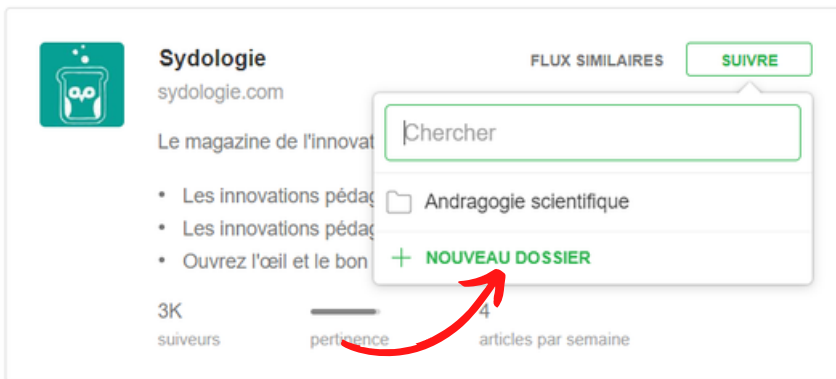 Sydologie
FLUX SIMILAIRES
SUIVRE
sydologie.com
Chercher
Le magazine de l'innovat
Andragogie scientifique
• Les innovations pédag
• Les innovations pédag
+ NOUVEAU DOSSIER
• Ouvrez l'œil et le bon
3K
4
suiveurs
pertinence
articles par semaine